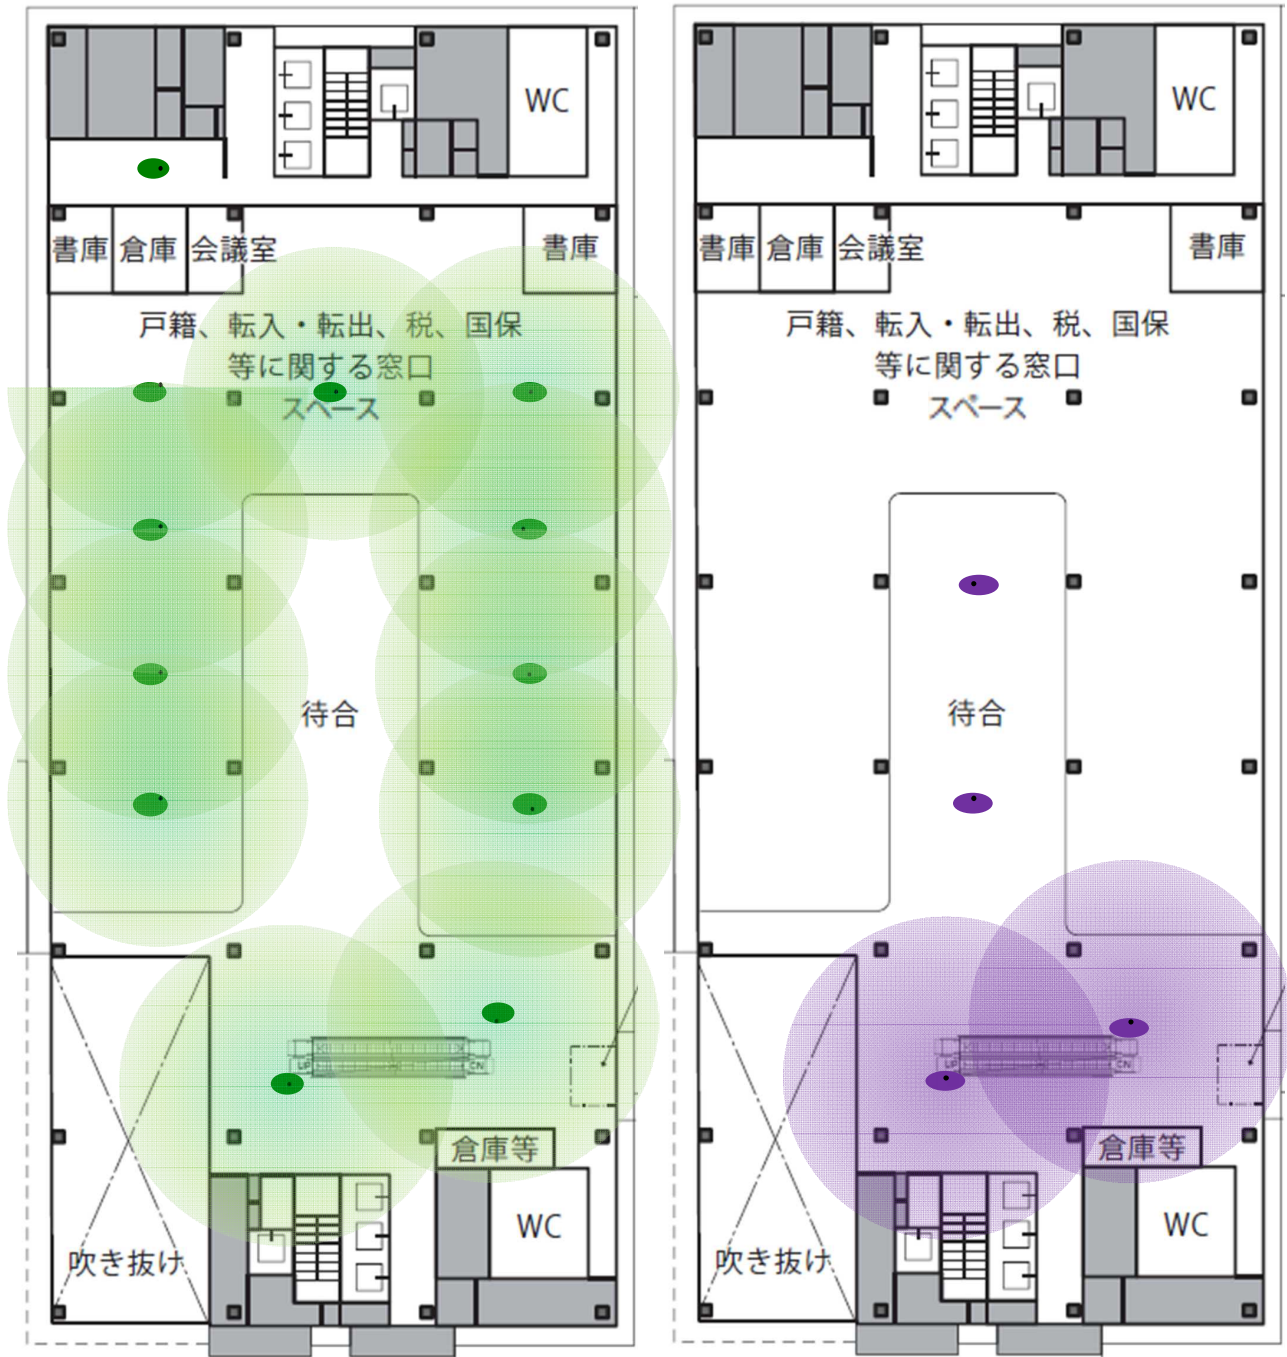 WC
書庫 倉庫 会議室 書庫
戸籍、転入・転出、税、国保
等に関する窓口
スペース
待合
UP
倉庫等
WC
吹き抜け
WC
書庫 倉庫 会議室 書庫
戸籍、転入・転出、税、国保
等に関する窓口
スペース
待合
UP
倉庫等
WC
吹き抜け